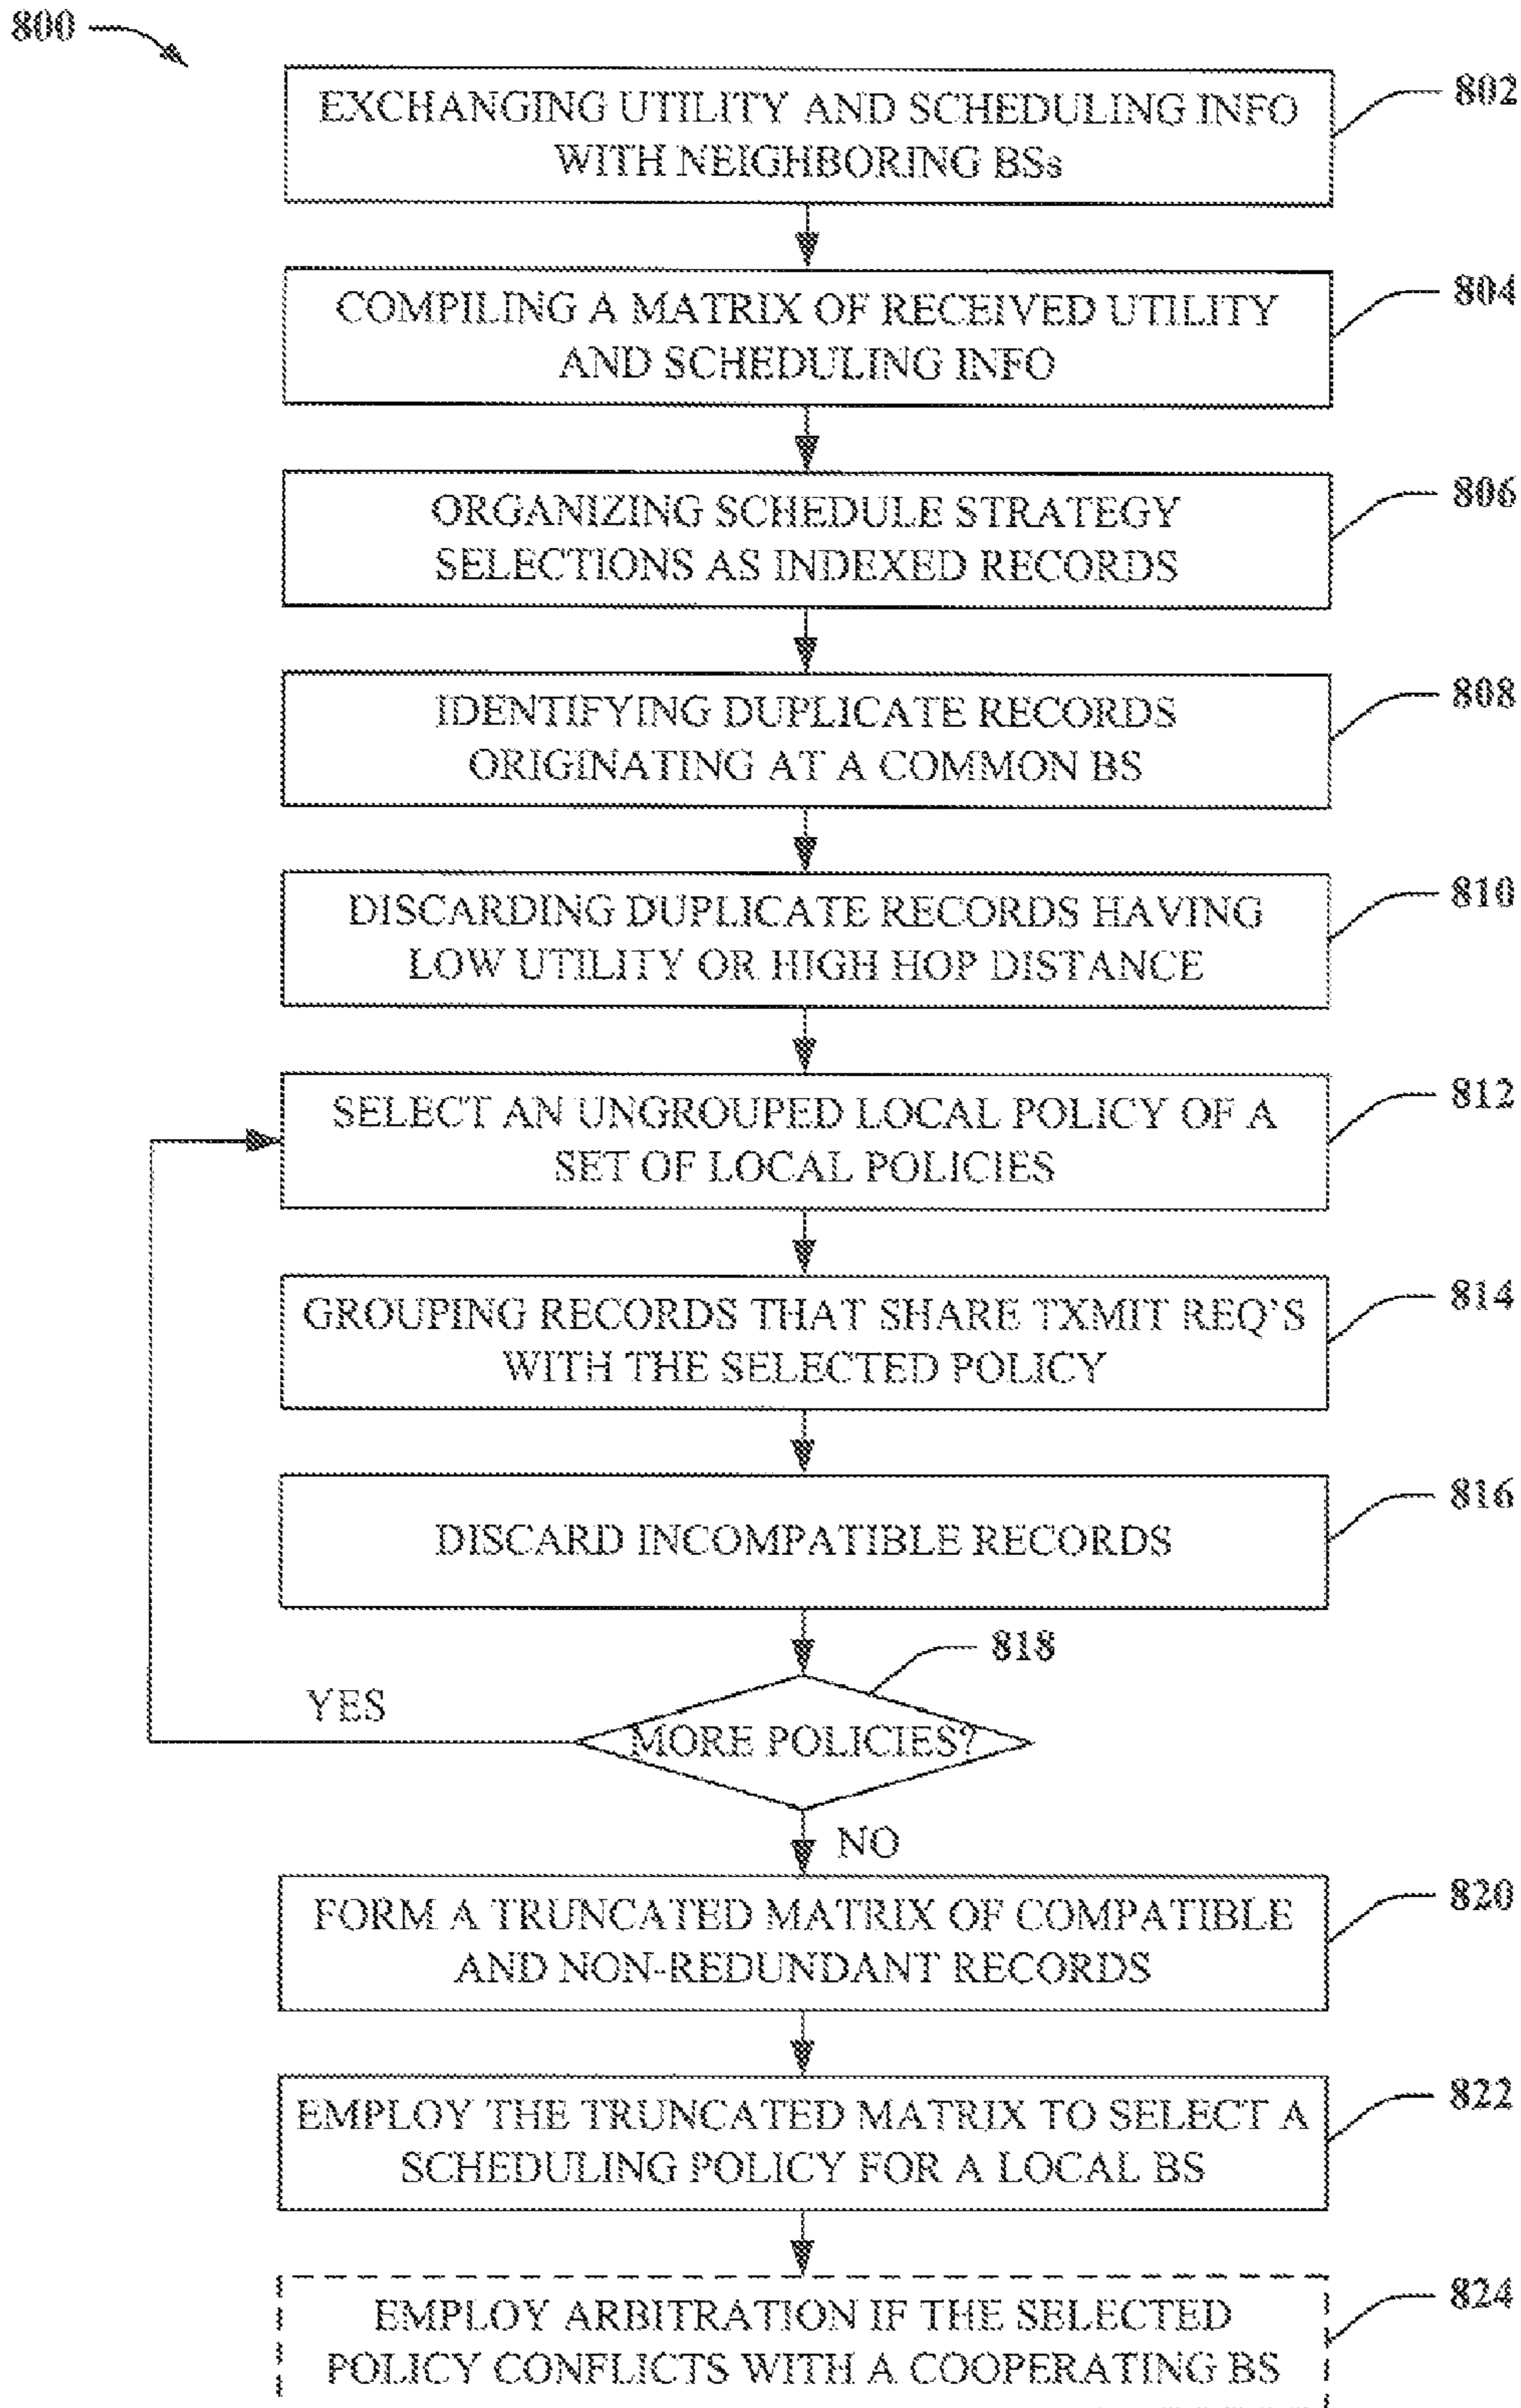 800
EXCHANGING UTILITY AND SCHEDULING INFO
WITH NEIGHBORING BSs
802
COMPILING A MATRIX OF RECEIVED UTILITY
AND SCHEDULING INFO
804
ORGANIZING SCHEDULE STRATEGY
SELECTIONS AS INDEXED RECORDS
806
IDENTIFYING DUPLICATE RECORDS
ORIGINATING AT A COMMON BS
808
DISCARDING DUPLICATE RECORDS HAVING
LOW UTILITY OR HIGH HOP DISTANCE
810
SELECT AN UNGROUPED LOCAL POLICY OF A
SET OF LOCAL POLICIES
812
GROUPING RECORDS THAT SHARE TXMIT REQ'S
WITH THE SELECTED POLICY
814
DISCARD INCOMPATIBLE RECORDS
816
818
YES
MORE POLICIES?
NO
FORM A TRUNCATED MATRIX OF COMPATIBLE
AND NON-REDUNDANT RECORDS
820
EMPLOY THE TRUNCATED MATRIX TO SELECT A
SCHEDULING POLICY FOR A LOCAL BS
822
EMPLOY ARBITRATION IF THE SELECTED
POLICY CONFLICTS WITH A COOPERATING BS
824